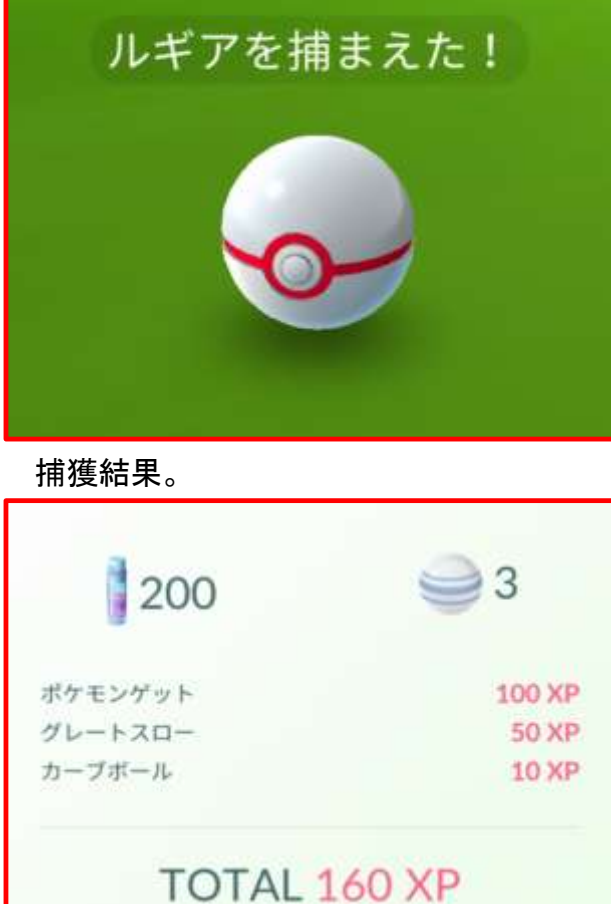 ルギアを捕まえた！
捕獲結果。
200 3
ポケモンゲット 100 XP
グレートスロー 50 XP
カーブボール 10 XP
TOTAL 160 XP